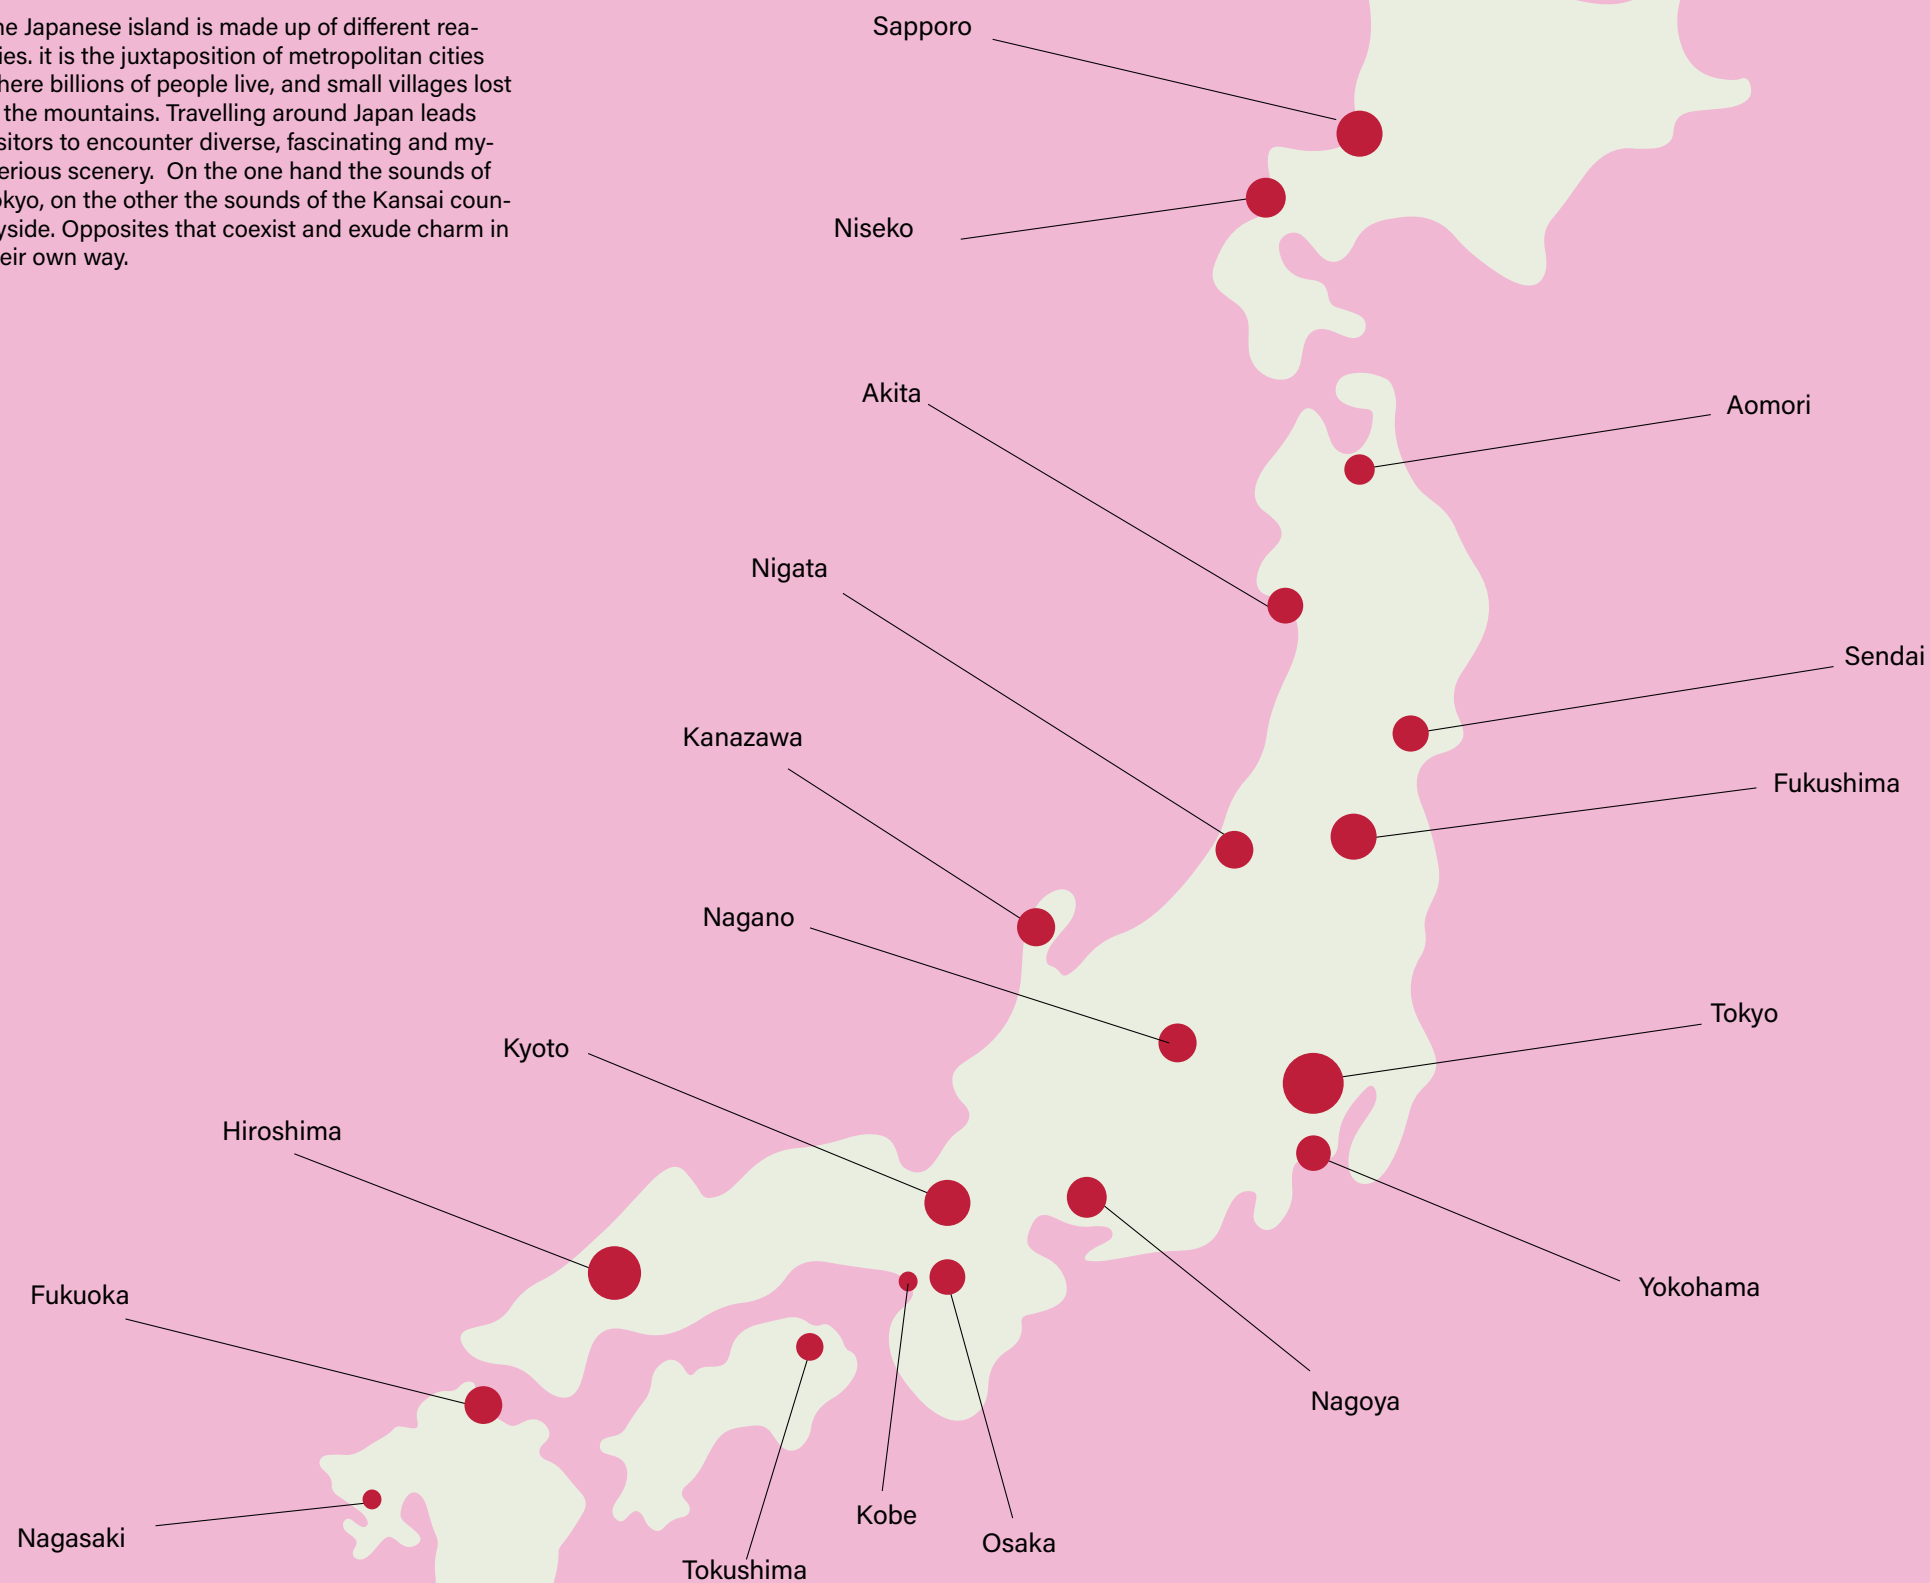 he Japanese island is made up of different rea-
ies. it is the juxtaposition of metropolitan cities
here billions of people live, and small villages lost
the mountains. Travelling around Japan leads
sitors to encounter diverse, fascinating and my-
erious scenery.  On the one hand the sounds of
okyo, on the other the sounds of the Kansai coun-
yside. Opposites that coexist and exude charm in
eir own way.
Sapporo
Niseko
Akita
Aomori
Nigata
Sendai
Kanazawa
Fukushima
Nagano
Tokyo
Kyoto
Hiroshima
Fukuoka
Yokohama
Nagoya
Kobe
Osaka
Nagasaki
Tokushima